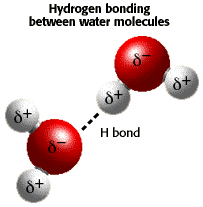 Hydrogen bonding
between water molecules
δ−
δ+
δ+
δ+
H bond
δ−
δ+